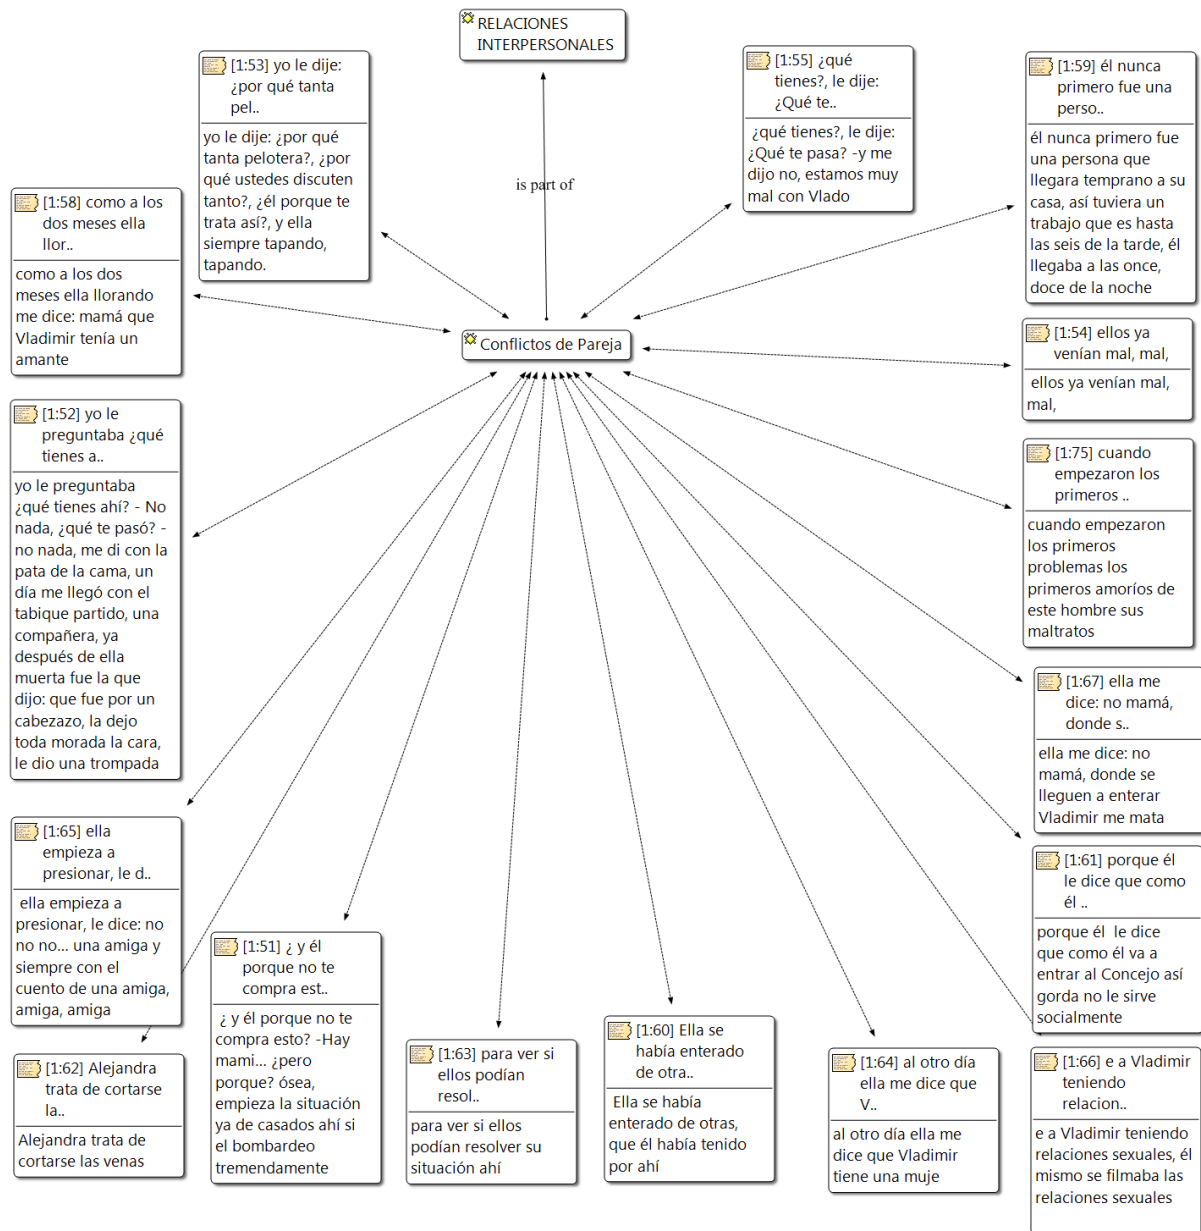 RELACIONES
INTERPERSONALES
[1:53] yo le dije:
¿por qué tanta
pel..
yo le dije: ¿por qué
tanta pelotera?, ¿por
qué ustedes discuten
tanto?, ¿él porque te
trata así?, y ella
siempre tapando,
tapando.
[1:55] ¿qué
tienes?, le dije:
¿Qué te..
¿qué tienes?, le dije:
¿Qué te pasa? -y me
dijo no, estamos muy
mal con Vlado
[1:59] él nunca
primero fue una
perso..
él nunca primero fue
una persona que
llegara temprano a su
casa, así tuviera un
trabajo que es hasta
las seis de la tarde, él
llegaba a las once,
doce de la noche
is part of
[1:58] como a los
dos meses ella
llor..
como a los dos
meses ella llorando
me dice: mamá que
Vladimir tenía un
amante
Conflictos de Pareja
[1:54] ellos ya
venían mal, mal,
ellos ya venían mal,
mal,
[1:52] yo le
preguntaba ¿qué
tienes a..
yo le preguntaba
¿qué tienes ahí? - No
nada, ¿qué te pasó? -
no nada, me di con la
pata de la cama, un
día me llegó con el
tabique partido, una
compañera, ya
después de ella
muerta fue la que
dijo: que fue por un
cabezazo, la dejo
toda morada la cara,
le dio una trompada
[1:75] cuando
empezaron los
primeros ..
cuando empezaron
los primeros
problemas los
primeros amoríos de
este hombre sus
maltratos
[1:67] ella me
dice: no mamá,
donde s..
ella me dice: no
mamá, donde se
lleguen a enterar
Vladimir me mata
[1:65] ella
empieza a
presionar, le d..
ella empieza a
presionar, le dice: no
no no... una amiga y
siempre con el
cuento de una amiga,
amiga, amiga
[1:61] porque él
le dice que como
él ..
porque él le dice
que como él va a
entrar al Concejo así
gorda no le sirve
socialmente
[1:62] Alejandra
trata de cortarse
la..
Alejandra trata de
cortarse las venas
[1:51] ¿ y él
porque no te
compra est..
¿ y él porque no te
compra esto? -Hay
mami... ¿pero
porque? ósea,
empieza la situación
ya de casados ahí si
el bombardeo
tremendamente
[1:63] para ver si
ellos podían
resol..
para ver si ellos
podían resolver su
situación ahí
[1:60] Ella se
había enterado
de otra..
Ella se había
enterado de otras,
que él había tenido
por ahí
[1:64] al otro día
ella me dice que
V..
al otro día ella me
dice que Vladimir
tiene una muje
[1:66] e a Vladimir
teniendo
relacion..
e a Vladimir teniendo
relaciones sexuales, él
mismo se filmaba las
relaciones sexuales